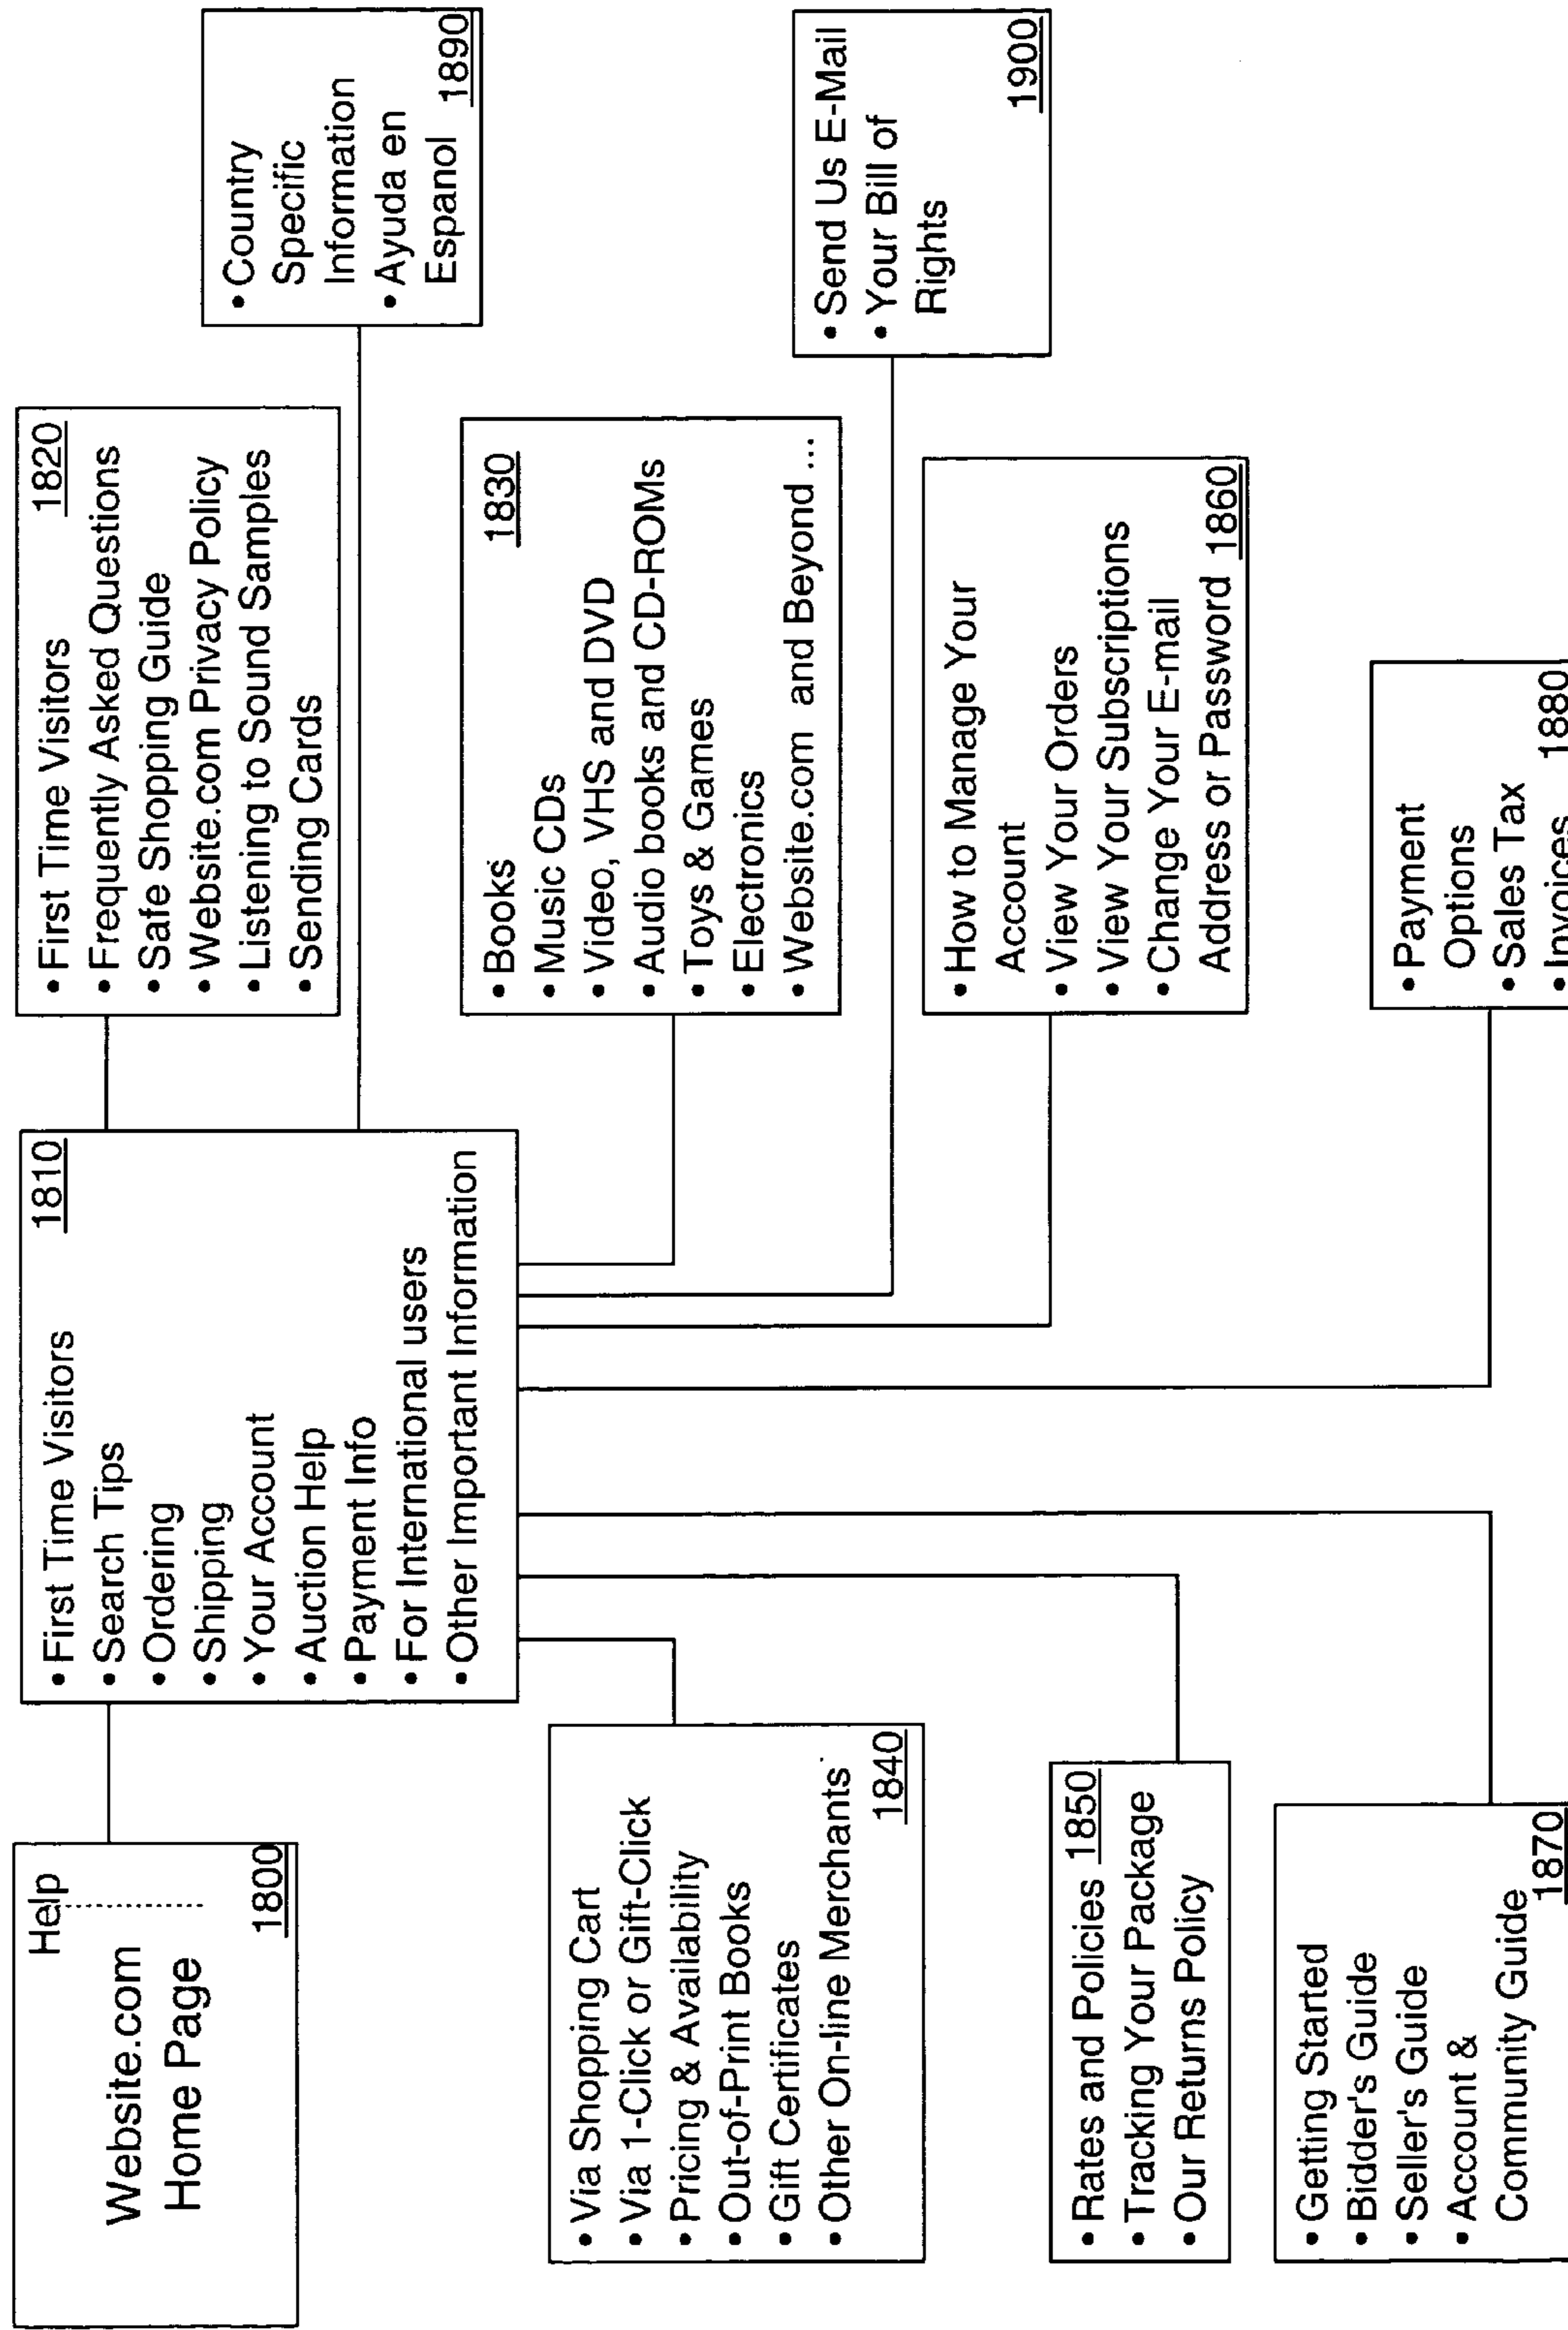 Help
Website.com
Home Page
1800
1810
• First Time Visitors
• Search Tips
• Ordering
• Shipping
• Your Account
• Auction Help
• Payment Info
• For International users
• Other Important Information
• First Time Visitors 1820
• Frequently Asked Questions
• Safe Shopping Guide
• Website.com Privacy Policy
• Listening to Sound Samples
• Sending Cards
• Country
Specific
Information
• Ayuda en
Espanol 1890
• Books 1830
• Music CDs
• Video, VHS and DVD
• Audio books and CD-ROMs
• Toys & Games
• Electronics
• Website.com and Beyond ...
• Send Us E-Mail
• Your Bill of
Rights
1900
• Via Shopping Cart
• Via 1-Click or Gift-Click
• Pricing & Availability
• Out-of-Print Books
• Gift Certificates
• Other On-line Merchants
1840
• How to Manage Your
Account
• View Your Orders
• View Your Subscriptions
• Change Your E-mail
Address or Password 1860
• Rates and Policies 1850
• Tracking Your Package
• Our Returns Policy
• Getting Started
• Bidder's Guide
• Seller's Guide
• Account &
Community Guide
1870
• Payment
Options
• Sales Tax
• Invoices 1880